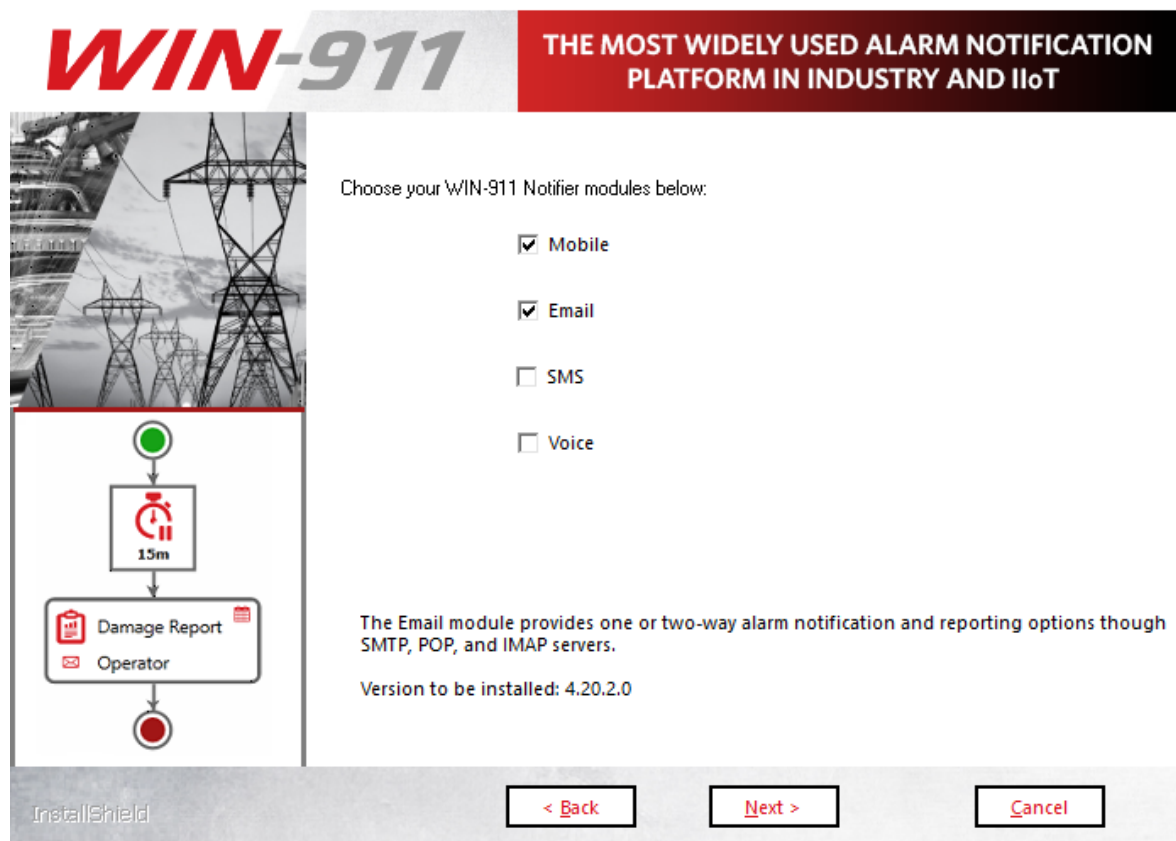 WIN-911
THE MOST WIDELY USED ALARM NOTIFICATION
PLATFORM IN INDUSTRY AND IIoT
Choose your WIN-911 Notifier modules below:
Mobile
Email
SMS
Voice
15m
Damage Report
Operator
The Email module provides one or two-way alarm notification and reporting options though
SMTP, POP, and IMAP servers.
Version to be installed: 4.20.2.0
InstallShield
< Back
Next >
Cancel